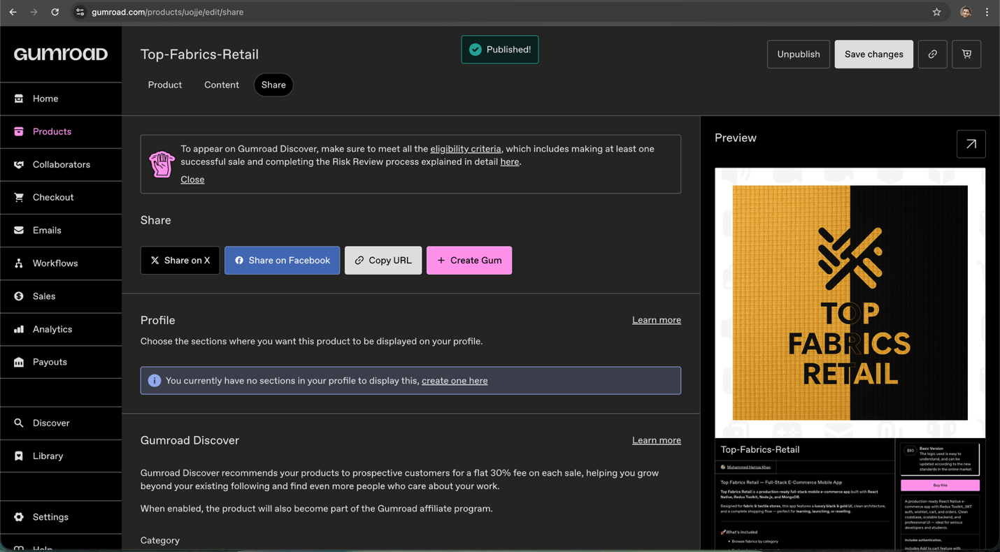 gumroad.com/products/uojje/edit/share
GUMROAD
Home
Products
Collaborators
Checkout
Emails
Workflows
Sales
Analytics
Payouts
Discover
Library
Settings
Help
Top-Fabrics-Retail
Published!
Unpublish
Save changes
Product
Content
Share
To appear on Gumroad Discover, make sure to meet all the eligibility criteria, which includes making at least one
successful sale and completing the Risk Review process explained in detail here.
Close
Share
Share on X
Share on Facebook
Copy URL
Create Gum
Profile
Learn more
Choose the sections where you want this product to be displayed on your profile.
You currently have no sections in your profile to display this, create one here
Gumroad Discover
Learn more
Gumroad Discover recommends your products to prospective customers for a flat 30% fee on each sale, helping you grow
beyond your existing following and find even more people who care about your work.
When enabled, the product will also become part of the Gumroad affiliate program.
Category
Preview
TOP
FABRICS
RETAIL
Top-Fabrics-Retail
Muhammed Hamza Khan
Top Fabrics Retail — Full-Stack E-Commerce Mobile App
Top Fabrics Retail is a production-ready full-stack mobile e-commerce app built with React
Native, Redux Toolkit, Node.js, and MongoDB.
Designed for fabric & textile stores, this app features a luxury black & gold UI, clean architecture,
and a complete shopping flow — perfect for learning, launching, or reselling.
🚀What's Included
Browse fabrics by category
$80
Basic Version
The logic used is easy to
understand, and can be
updated according to the new
standards in the online market
Buy this
A production-ready React Native e-
commerce app with Redux Toolkit, JWT
auth, wishlist, cart, and orders. Clean
codebase, scalable backend, and
professional UI — ideal for serious
developers and students.
Includes authentication,
includes Add to cart feature with